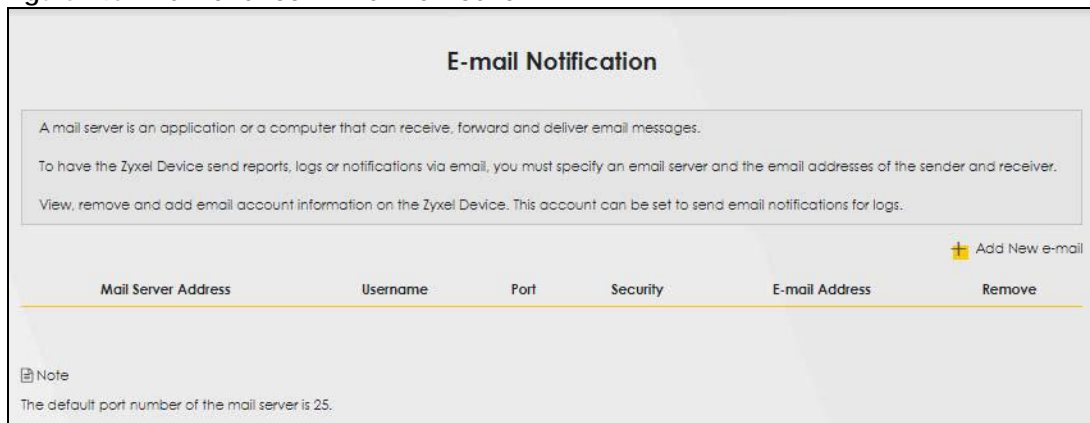 E-mail Notification
A mail server is an application or a computer that can receive, forward and deliver email messages.
To have the Zyxel Device send reports, logs or notifications via email, you must specify an email server and the email addresses of the sender and receiver.
View, remove and add email account information on the Zyxel Device. This account can be set to send email notifications for logs.
+ Add New e-mail
Mail Server Address Username Port Security E-mail Address Remove
Note
The default port number of the mail server is 25.